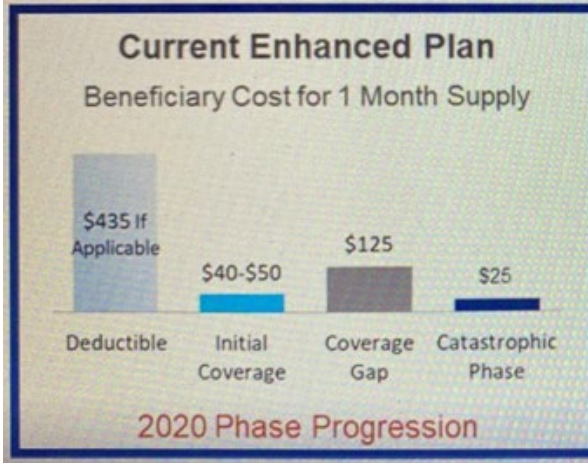 Current Enhanced Plan
Beneficiary Cost for 1 Month Supply
$435 If
Applicable
$40-$50
$125
$25
Deductible
Initial
Coverage
Coverage
Gap
Catastrophic
Phase
2020 Phase Progression